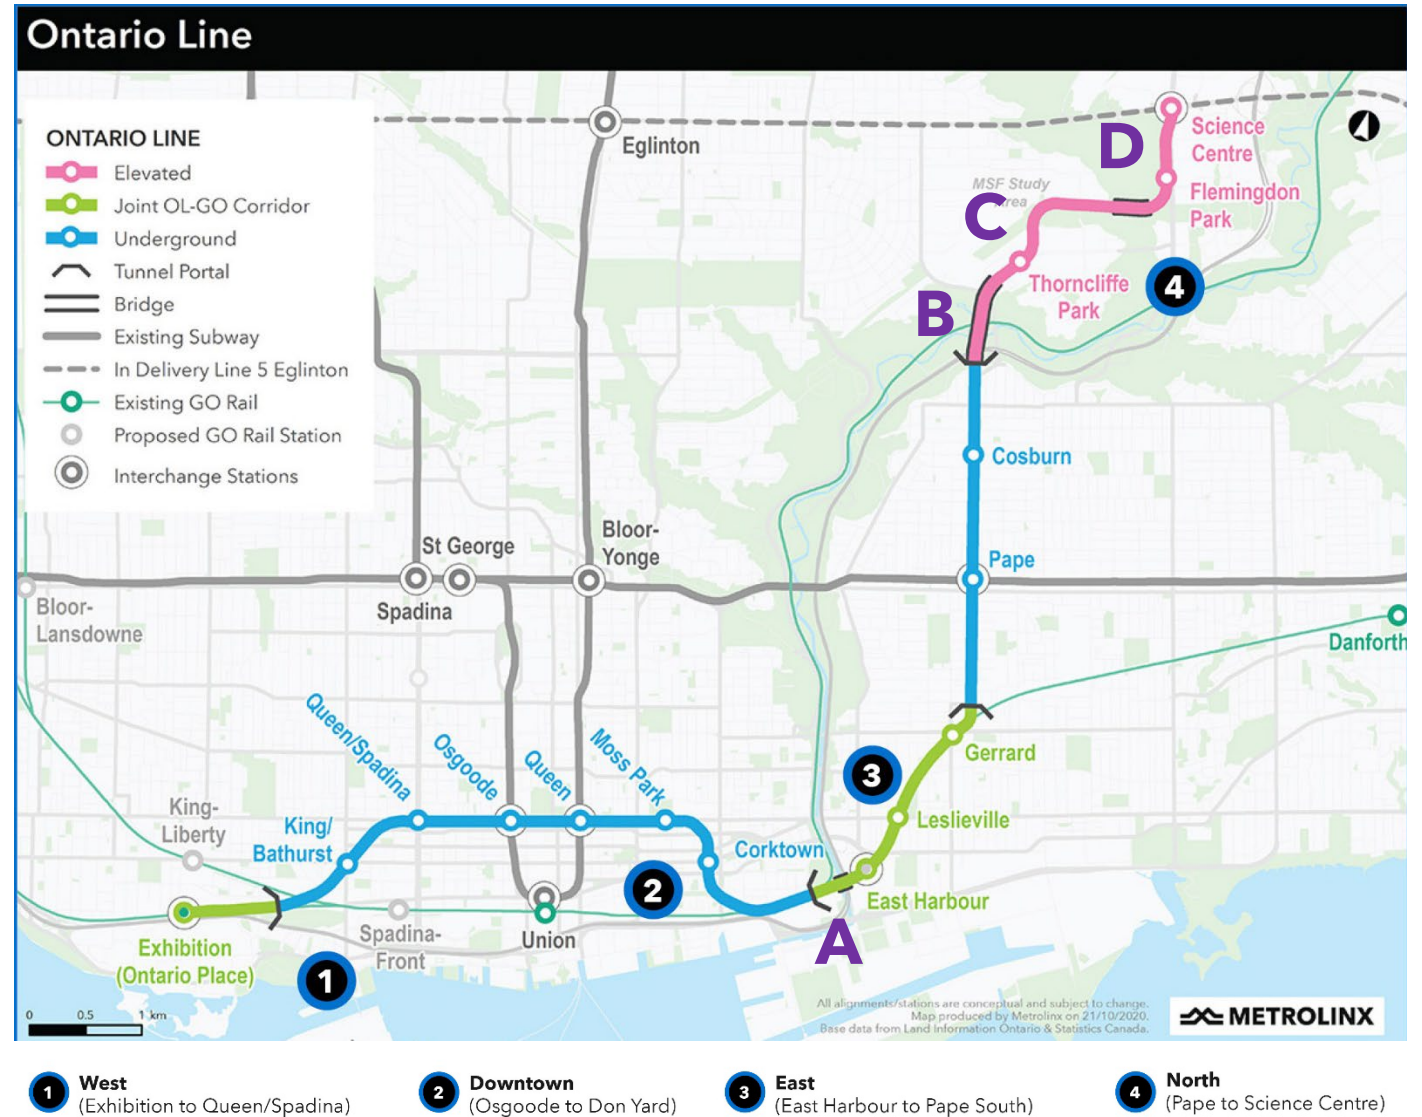 Ontario Line
ONTARIO LINE
Elevated
Joint OL-GO Corridor
Underground
Tunnel Portal
Bridge
Existing Subway
In Delivery Line 5 Eglinton
Existing GO Rail
Proposed GO Rail Station
Interchange Stations
Eglinton
D
Science
Centre
MSF Study
Area
Flemingdon
Park
C
Thorncliffe
Park
4
B
Cosburn
St George
Bloor-
Yonge
Pape
Spadina
Bloor-
Lansdowne
Danforth
Queen/Spadina
Osgoode
Queen
Moss Park
Gerrard
3
King-
Liberty
King/
Bathurst
Leslieville
Corktown
2
East Harbour
Exhibition
(Ontario Place)
Spadina-
Front
Union
A
1
0 0.5 1 km
All alignments/stations are conceptual and subject to change.
Map produced by Metrolinx on 21/10/2020.
Base data from Land Information Ontario & Statistics Canada.
METROLINX
1 West
(Exhibition to Queen/Spadina)
2 Downtown
(Osgoode to Don Yard)
3 East
(East Harbour to Pape South)
4 North
(Pape to Science Centre)